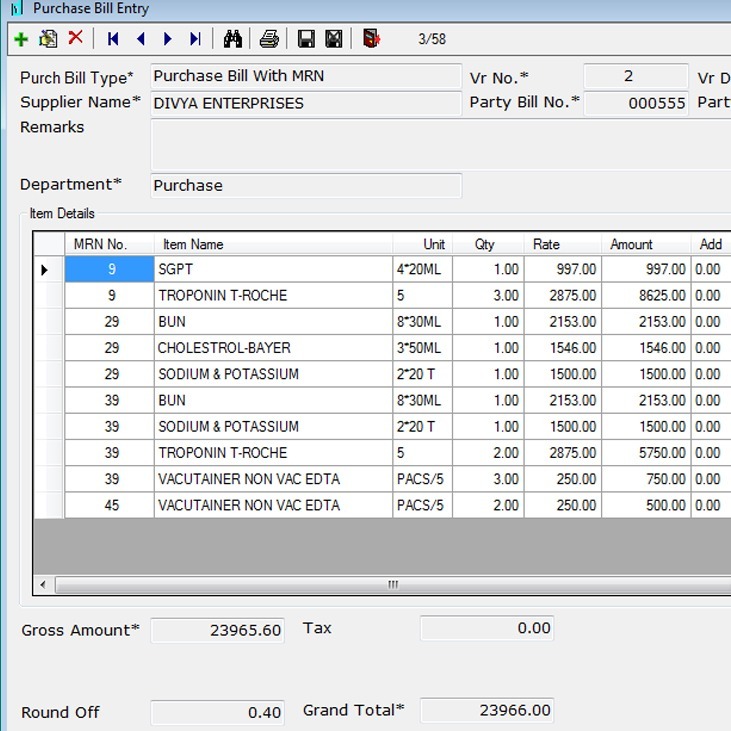 Purchase Bill Entry
3/58
Purch Bill Type* Purchase Bill With MRN Vr No.* 2 Vr D
Supplier Name* DIVYA ENTERPRISES Party Bill No.* 000555 Part
Remarks
Department* Purchase
Item Details
MRN No. Item Name Unit Qty Rate Amount Add
9 SGPT 4*20ML 1.00 997.00 997.00 0.00
9 TROPONIN T-ROCHE 5 3.00 2875.00 8625.00 0.00
29 BUN 8*30ML 1.00 2153.00 2153.00 0.00
29 CHOLESTROL-BAYER 3*50ML 1.00 1546.00 1546.00 0.00
29 SODIUM & POTASSIUM 2*20 T 1.00 1500.00 1500.00 0.00
39 BUN 8*30ML 1.00 2153.00 2153.00 0.00
39 SODIUM & POTASSIUM 2*20 T 1.00 1500.00 1500.00 0.00
39 TROPONIN T-ROCHE 5 2.00 2875.00 5750.00 0.00
39 VACUTAINER NON VAC EDTA PACS/5 3.00 250.00 750.00 0.00
45 VACUTAINER NON VAC EDTA PACS/5 2.00 250.00 500.00 0.00
Gross Amount* 23965.60 Tax 0.00
Round Off 0.40 Grand Total* 23966.00